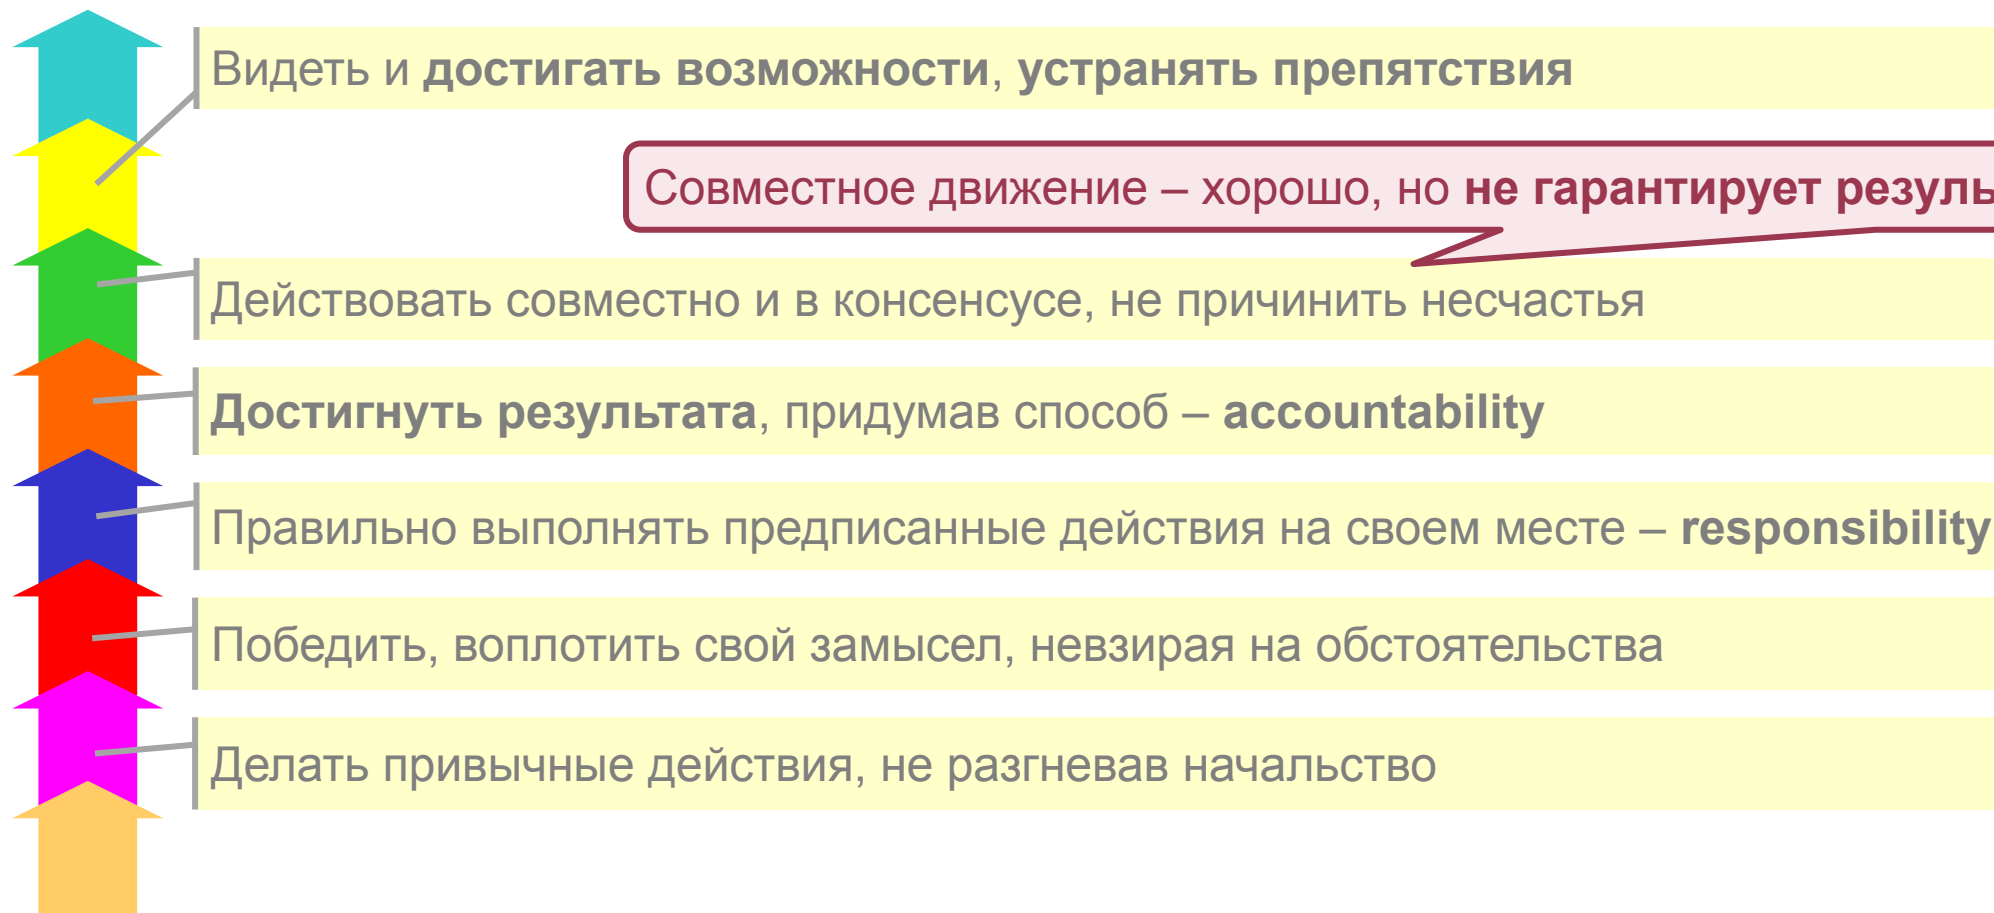 Видеть и достигать возможности, устранять препятствия
Совместное движение – хорошо, но не гарантирует
Действовать совместно и в консенсусе, не причинить несчастья
Достигнуть результата, придумав способ – accountability
Правильно выполнять предписанные действия на своем месте – responsibility
Победить, воплотить свой замысел, невзирая на обстоятельства
Делать привычные действия, не разгневав начальство